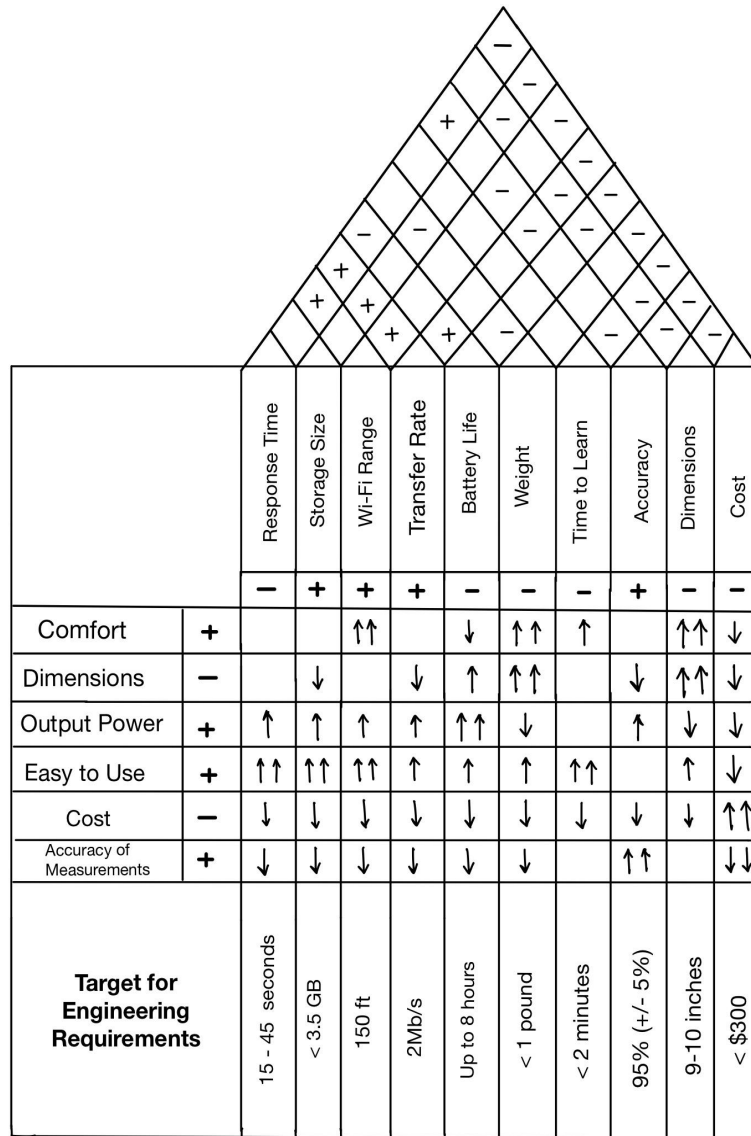 −
−
+ − −
−
− − −
− − − − −
+ −
+ + − −
+ + − − − −
Response Time
Storage Size
Wi-Fi Range
Transfer Rate
Battery Life
Weight
Time to Learn
Accuracy
Dimensions
Cost
− + + + − − − + − −
Comfort + ↑↑ ↓ ↑↑ ↑ ↑↑ ↓
Dimensions − ↓ ↓ ↑ ↑↑ ↓ ↑↑ ↓
Output Power + ↑ ↑ ↑ ↑ ↑↑ ↓ ↑ ↓ ↓
Easy to Use + ↑↑ ↑↑ ↑↑ ↑ ↑ ↑ ↑↑ ↑ ↓
Cost − ↓ ↓ ↓ ↓ ↓ ↓ ↓ ↓ ↓ ↑↑
Accuracy of
Measurements + ↓ ↓ ↓ ↓ ↓ ↓ ↑↑ ↓↓
Target for
Engineering
Requirements
15 - 45 seconds
< 3.5 GB
150 ft
2Mb/s
Up to 8 hours
< 1 pound
< 2 minutes
95% (+/- 5%)
9-10 inches
< $300